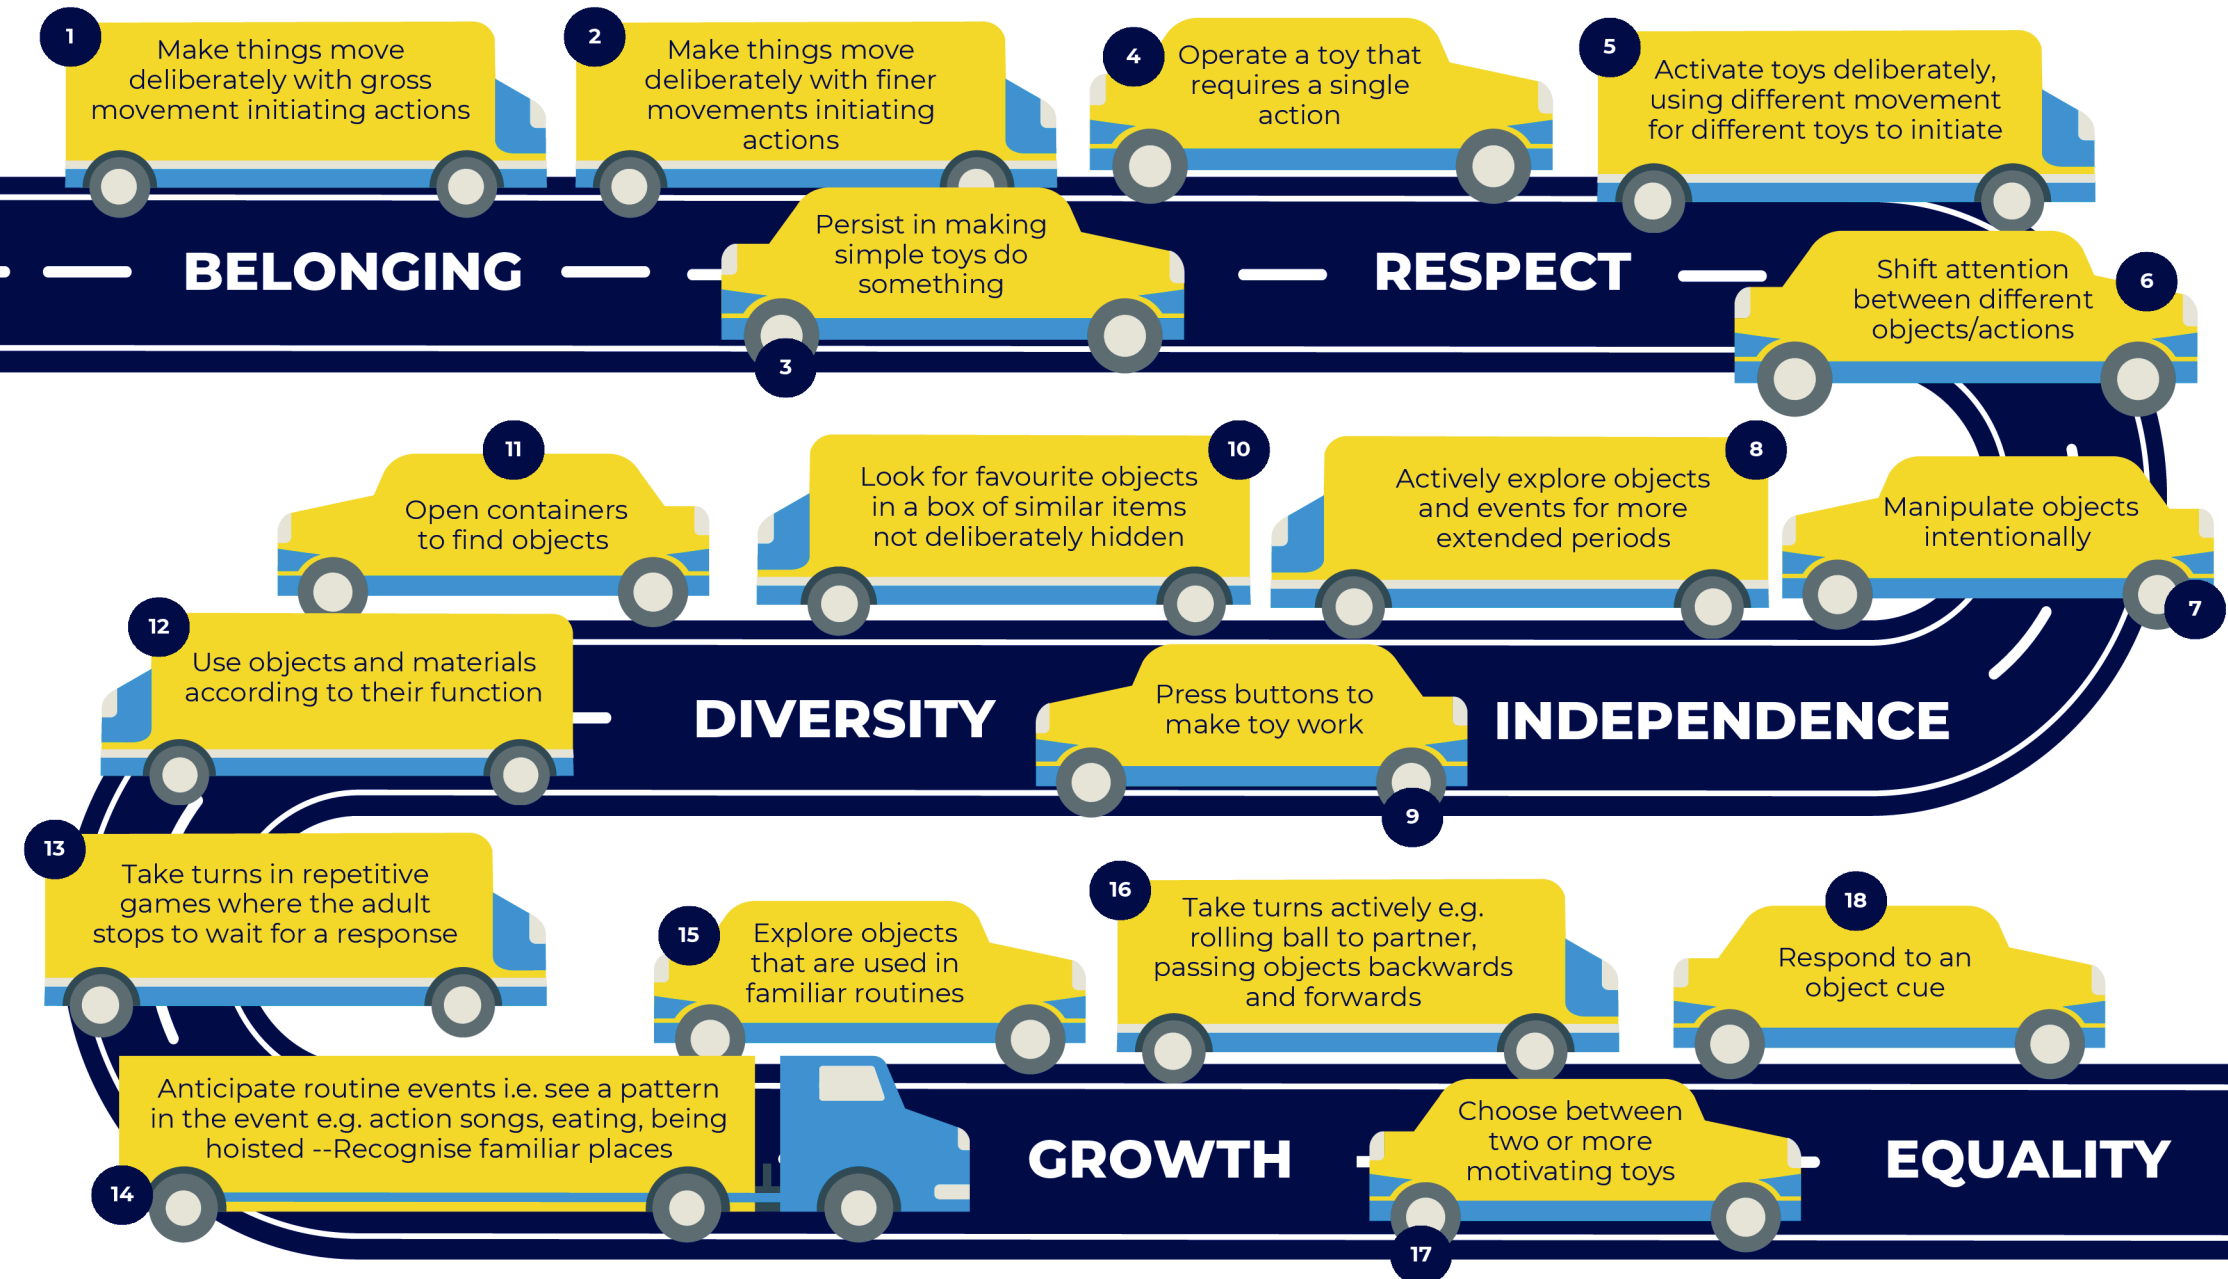 1
Make things move
deliberately with gross
movement initiating actions
2
Make things move
deliberately with finer
movements initiating
actions
3
Persist in making
simple toys do
something
4
Operate a toy that
requires a single
action
5
Activate toys deliberately,
using different movement
for different toys to initiate
BELONGING
RESPECT
6
Shift attention
between different
objects/actions
7
Manipulate objects
intentionally
8
Actively explore objects
and events for more
extended periods
9
Press buttons to
make toy work
10
Look for favourite objects
in a box of similar items
not deliberately hidden
11
Open containers
to find objects
12
Use objects and materials
according to their function
DIVERSITY
INDEPENDENCE
13
Take turns in repetitive
games where the adult
stops to wait for a response
14
Anticipate routine events i.e. see a pattern
in the event e.g. action songs, eating, being
hoisted --Recognise familiar places
15
Explore objects
that are used in
familiar routines
16
Take turns actively e.g.
rolling ball to partner,
passing objects backwards
and forwards
17
Choose between
two or more
motivating toys
18
Respond to an
object cue
GROWTH
EQUALITY